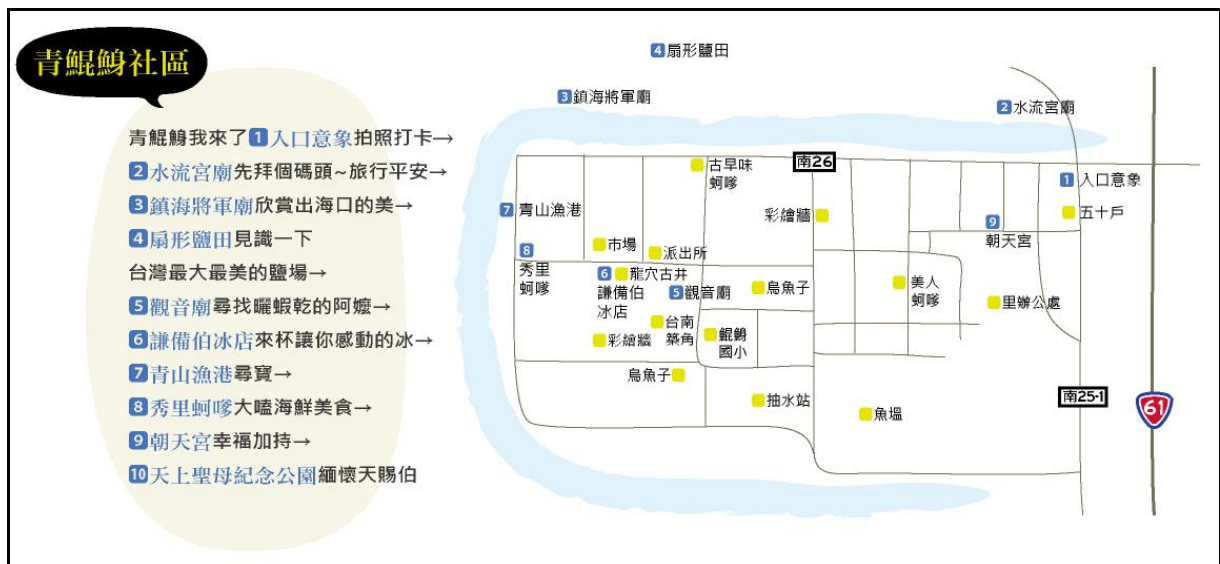 青鯤鯓社區
青鯤鯓我來了1入口意象拍照打卡→
2水流宮廟先拜個碼頭~旅行平安→
3鎮海將軍廟欣賞出海口的美→
4扇形鹽田見識一下
台灣最大最美的鹽場→
5觀音廟尋找曬蝦乾的阿嬤→
6謙備伯冰店來杯讓你感動的冰→
7青山漁港尋寶→
8秀里蚵嗲大嗑海鮮美食→
9朝天宮幸福加持→
10天上聖母紀念公園緬懷天賜伯
4扇形鹽田
3鎮海將軍廟
2水流宮廟
南26
古早味
蚵嗲
1入口意象
五十戶
7青山漁港
彩繪牆
9
朝天宮
8
秀里
蚵嗲
市場
派出所
6
謙備伯
冰店
龍穴古井
5觀音廟
烏魚子
美人
蚵嗲
里辦公處
台南
築角
彩繪牆
鯤鯓
國小
烏魚子
抽水站
魚塭
南25-1
61